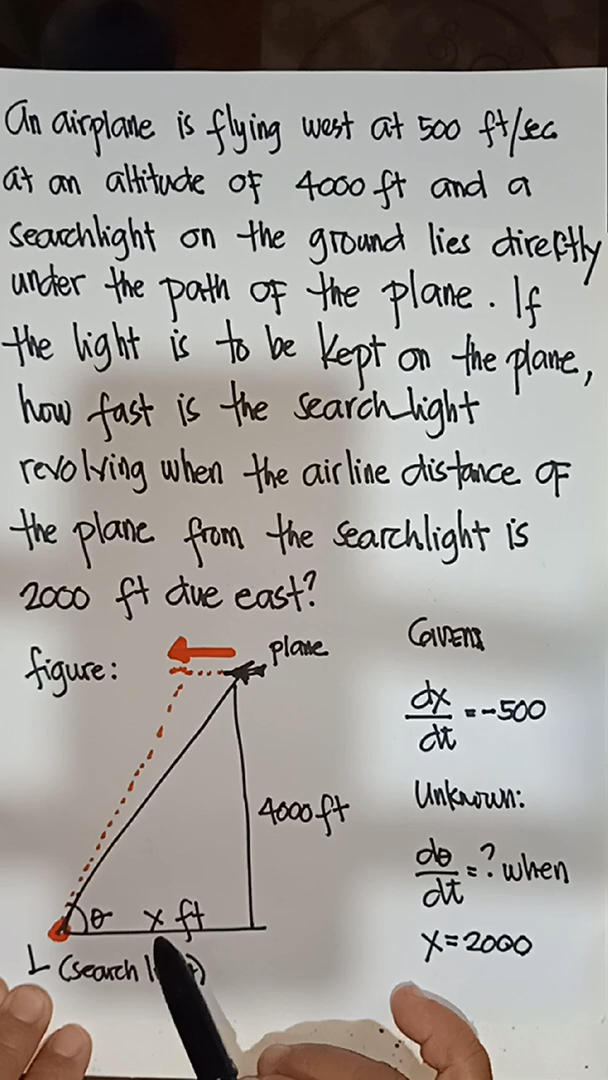 An airplane is flying west at 500 ft/sec
at an altitude of 4000 ft and a
searchlight on the ground lies directly
under the path of the plane. If
the light is to be kept on the plane,
how fast is the searchlight
revolving when the airline distance of
the plane from the searchlight is
2000 ft due east?
figure:
plane
4000 ft
θ x ft
L (search
Given:
dx/dt = -500
Unknown:
dθ/dt = ? when
x = 2000